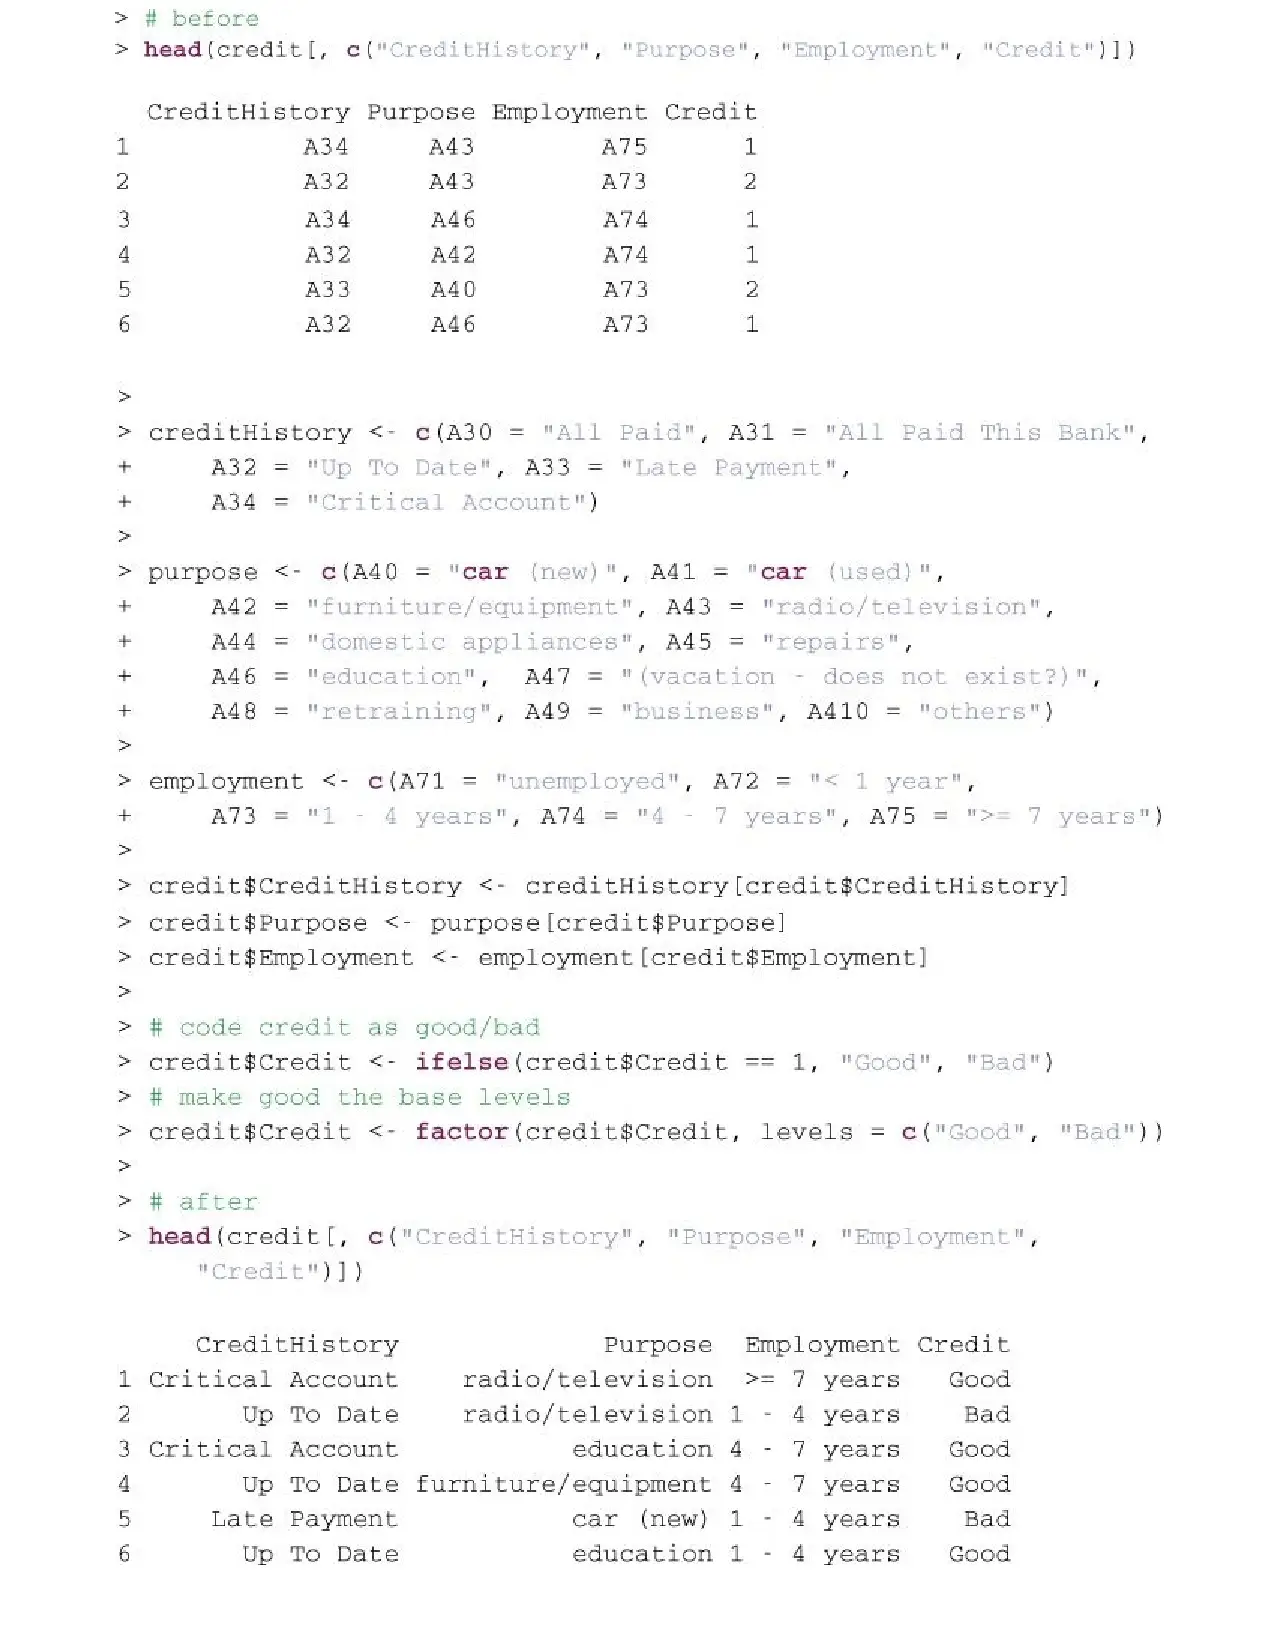 > # before
> head(credit[, c("CreditHistory", "Purpose", "Employment", "Credit")])
  CreditHistory Purpose Employment Credit
1           A34     A43        A75      1
2           A32     A43        A73      2
3           A34     A46        A74      1
4           A32     A42        A74      1
5           A33     A40        A73      2
6           A32     A46        A73      1
>
> creditHistory <- c(A30 = "All Paid", A31 = "All Paid This Bank",
+     A32 = "Up To Date", A33 = "Late Payment",
+     A34 = "Critical Account")
>
> purpose <- c(A40 = "car (new)", A41 = "car (used)",
+     A42 = "furniture/equipment", A43 = "radio/television",
+     A44 = "domestic appliances", A45 = "repairs",
+     A46 = "education",  A47 = "(vacation - does not exist?)",
+     A48 = "retraining", A49 = "business", A410 = "others")
>
> employment <- c(A71 = "unemployed", A72 = "< 1 year",
+     A73 = "1 - 4 years", A74 = "4 - 7 years", A75 = ">= 7 years")
>
> credit$CreditHistory <- creditHistory[credit$CreditHistory]
> credit$Purpose <- purpose[credit$Purpose]
> credit$Employment <- employment[credit$Employment]
>
> # code credit as good/bad
> credit$Credit <- ifelse(credit$Credit == 1, "Good", "Bad")
> # make good the base levels
> credit$Credit <- factor(credit$Credit, levels = c("Good", "Bad"))
>
> # after
> head(credit[, c("CreditHistory", "Purpose", "Employment",
     "Credit")])
     CreditHistory             Purpose  Employment Credit
1 Critical Account    radio/television  >= 7 years   Good
2       Up To Date    radio/television 1 - 4 years    Bad
3 Critical Account           education 4 - 7 years   Good
4       Up To Date furniture/equipment 4 - 7 years   Good
5     Late Payment           car (new) 1 - 4 years    Bad
6       Up To Date           education 1 - 4 years   Good